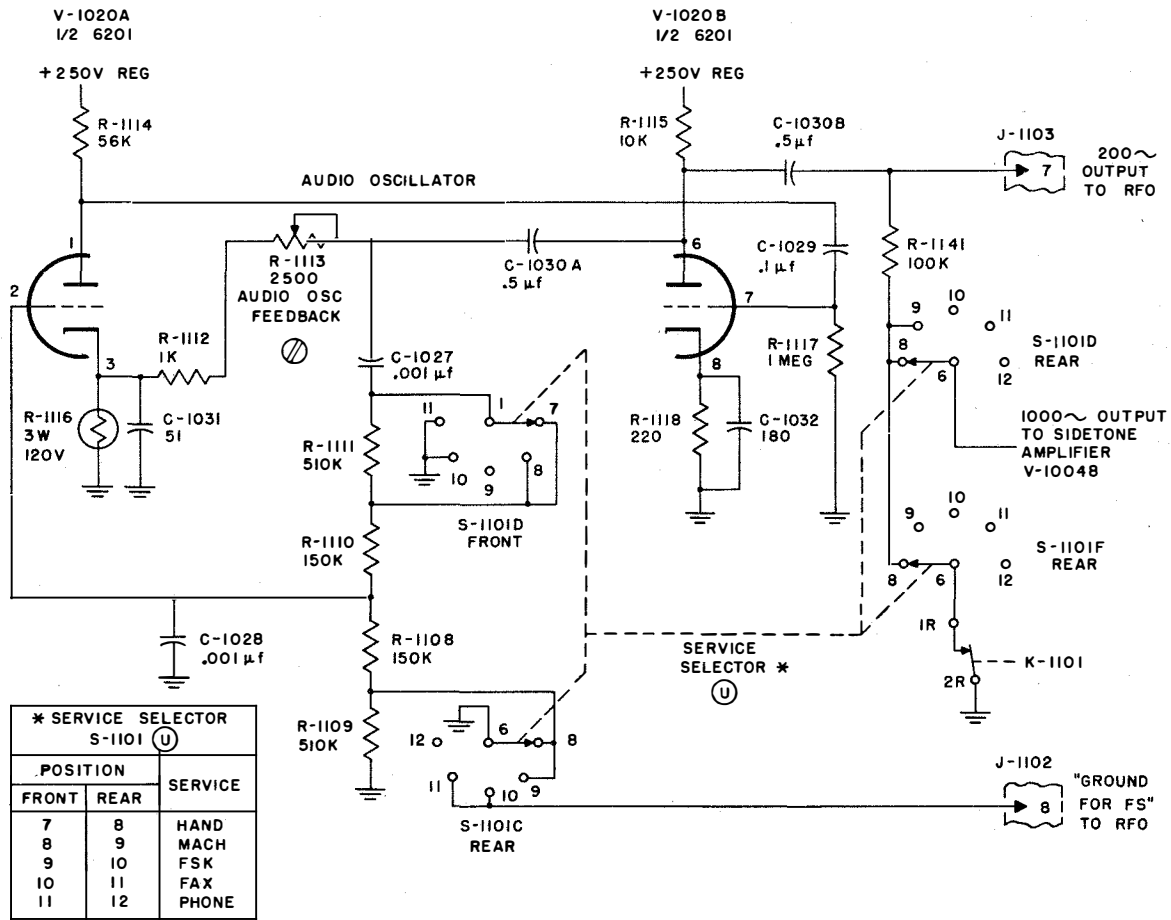 V-1020A
1/2 6201
+250V REG
R-1114
56K
V-1020B
1/2 6201
+250V REG
R-1115
10K
C-1030B
.5µf
J-1103
7
200~
OUTPUT
TO RFO
AUDIO OSCILLATOR
1
2
3
R-1113
2500
AUDIO OSC
FEEDBACK
C-1030A
.5µf
6
7
8
C-1029
.1µf
R-1141
100K
R-1112
1K
R-1116
3W
120V
C-1031
51
C-1027
.001µf
R-1111
510K
11
1
7
10
9
8
S-1101D
FRONT
R-1117
1 MEG
R-1118
220
C-1032
180
9
10
11
8
6
12
S-1101D
REAR
1000~ OUTPUT
TO SIDETONE
AMPLIFIER
V-1004B
R-1110
150K
9
10
11
8
6
12
S-1101F
REAR
C-1028
.001µf
R-1108
150K
SERVICE
SELECTOR *
U
1R
K-1101
2R
R-1109
510K
12
6
8
11
10
9
S-1101C
REAR
J-1102
8
"GROUND
FOR FS"
TO RFO
* SERVICE SELECTOR
S-1101 U
POSITION SERVICE
FRONT REAR
7 8 HAND
8 9 MACH
9 10 FSK
10 11 FAX
11 12 PHONE